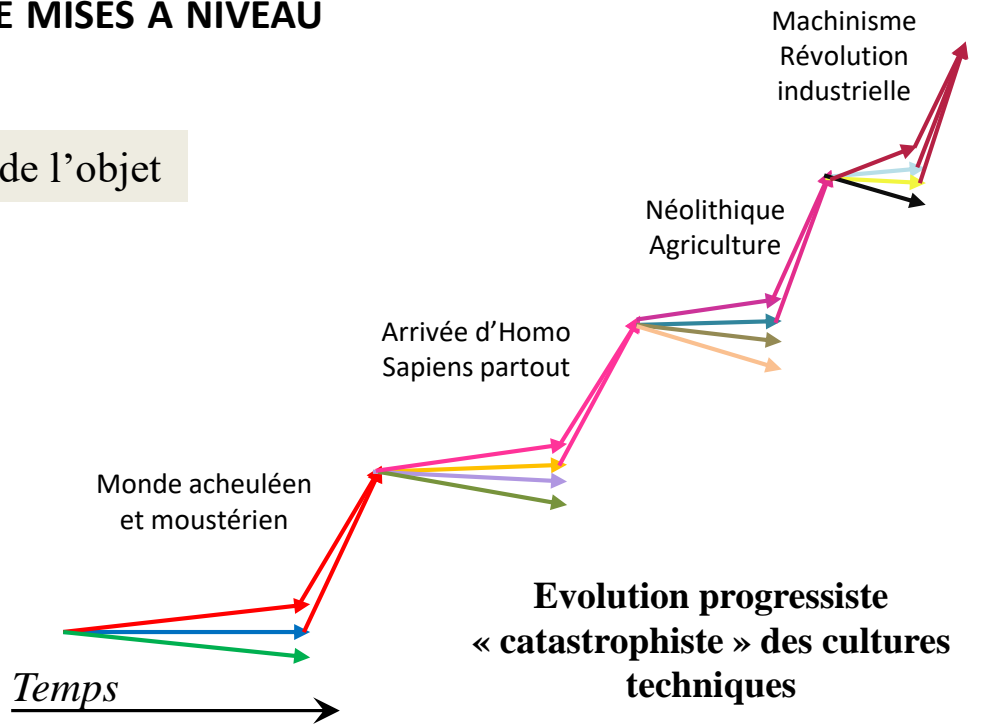 E MISES A NIVEAU
de l’objet
Machinisme
Révolution
industrielle
Néolithique
Agriculture
Arrivée d’Homo
Sapiens partout
Monde acheuléen
et moustérien
Evolution progressiste
« catastrophiste » des cultures
techniques
Temps